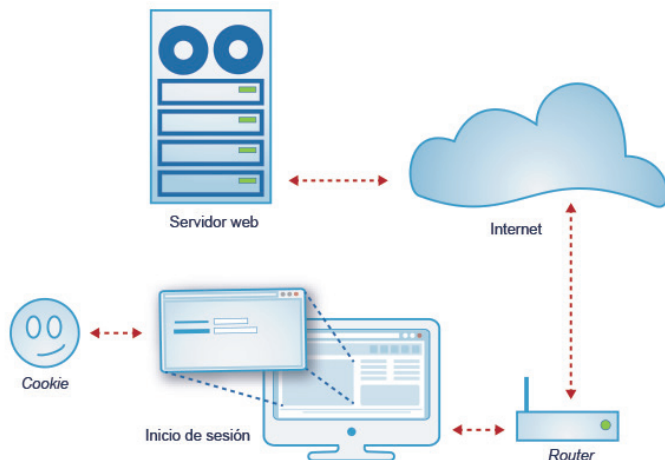 Servidor web
Internet
Cookie
Inicio de sesión
Router